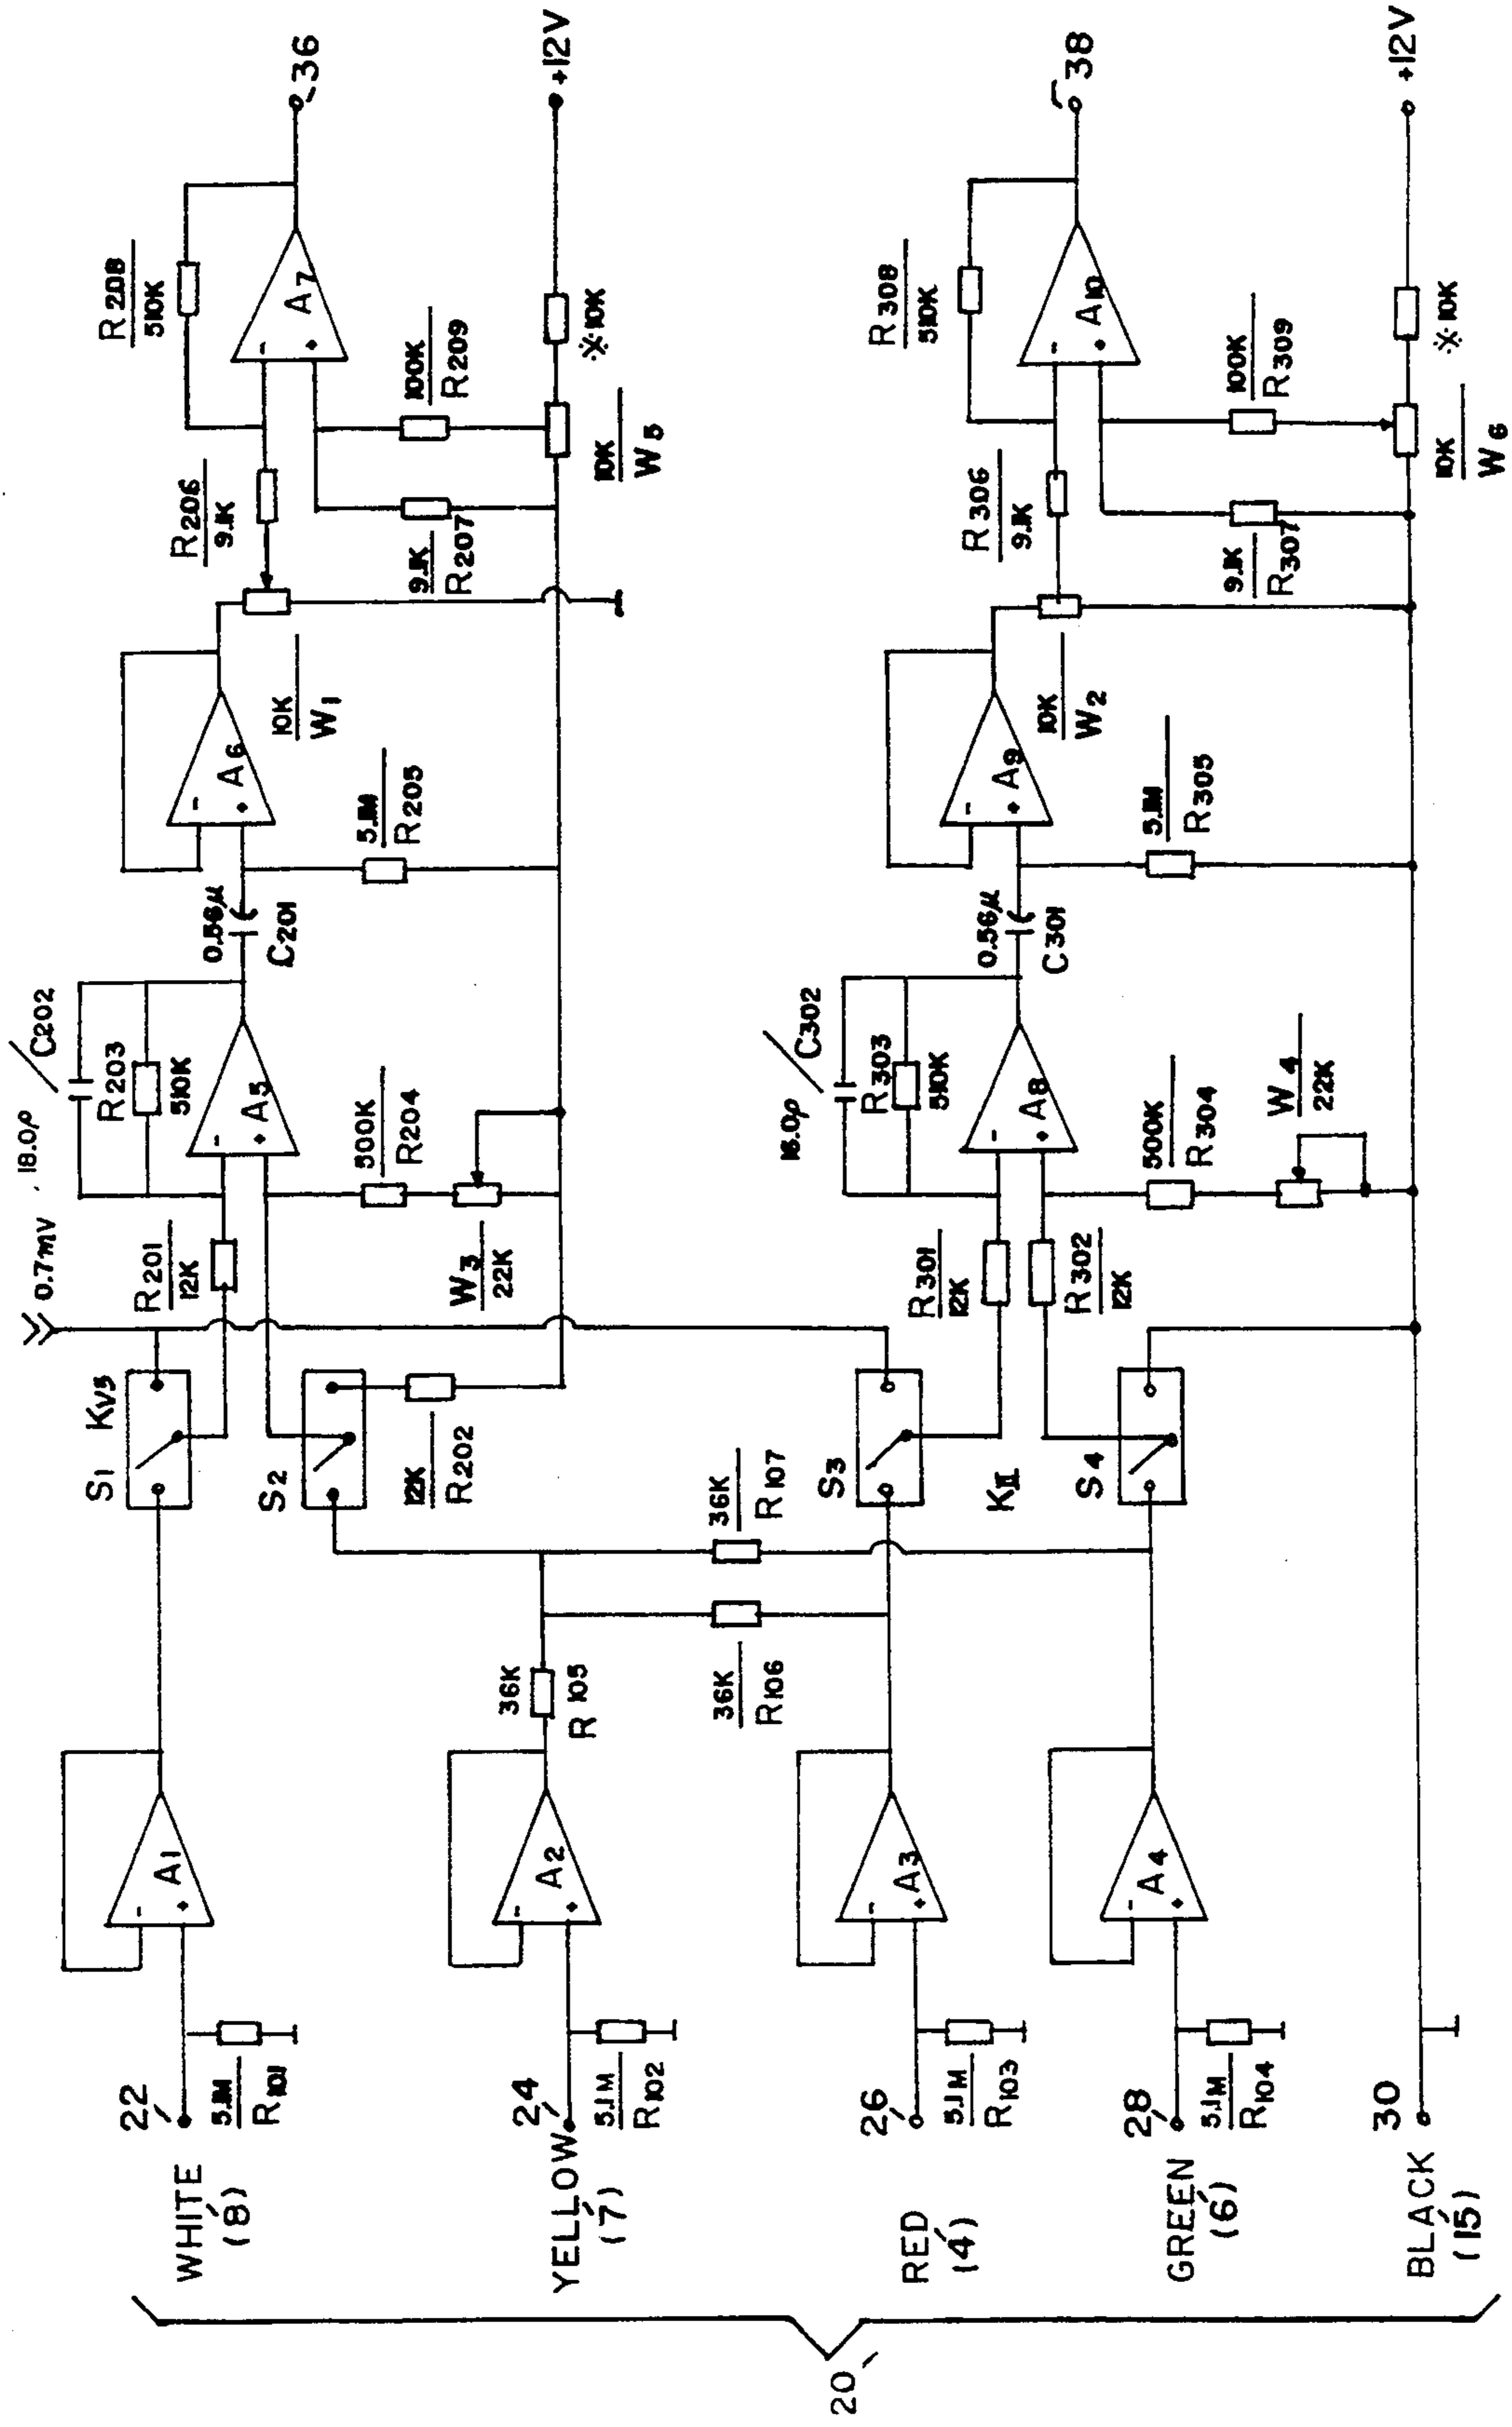 20
WHITE
(8)
22
5.1M
R101
A1
-
+
YELLOW
(7)
24
5.1M
R102
A2
-
+
36K
R105
RED
(4)
26
5.1M
R103
A3
-
+
36K
R106
36K
R107
GREEN
(6)
28
5.1M
R104
A4
-
+
BLACK
(15)
30
0.7mV
S1
KV5
S2
12K
R202
R201
12K
18.0P
C202
R203
510K
A5
-
+
500K
R204
W3
22K
0.56μ
C201
A6
-
+
5.1M
R205
10K
W1
R206
9.1K
9.1K
R207
R208
510K
A7
-
+
100K
R209
10K
W5
※10K
36
+12V
S3
KII
S4
R301
12K
R302
12K
18.0P
C302
R303
510K
A8
-
+
500K
R304
W4
22K
0.56μ
C301
A9
-
+
5.1M
R305
10K
W2
R306
9.1K
9.1K
R307
R308
510K
A10
-
+
100K
R309
10K
W6
※10K
38
+12V